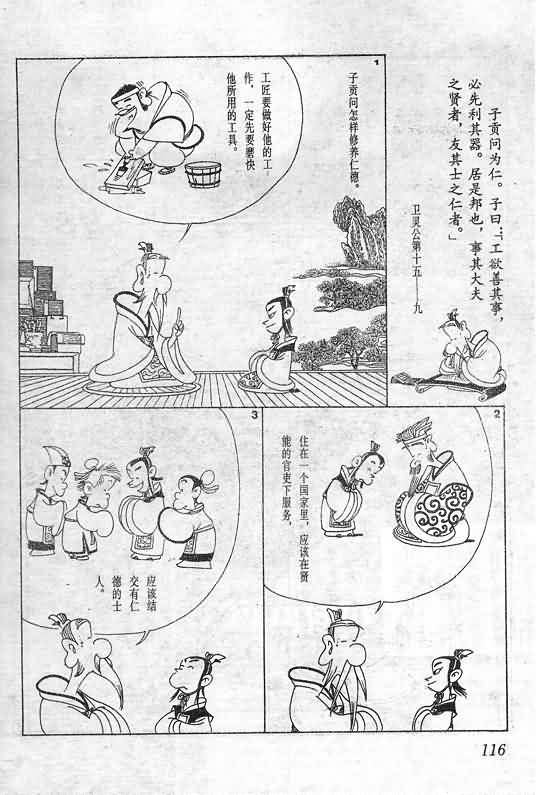 子贡问为仁。子曰：“工欲善其事，
必先利其器。居是邦也，事其大夫
之贤者，友其士之仁者。”
卫灵公第十五——九
1
子贡问怎样修养仁德。
工匠要做好他的工
作，一定先要磨快
他所用的工具。
2
住在一个国家里，应该在贤
能的官吏下服务，
3
应该结
交有仁
德的士
人。
116